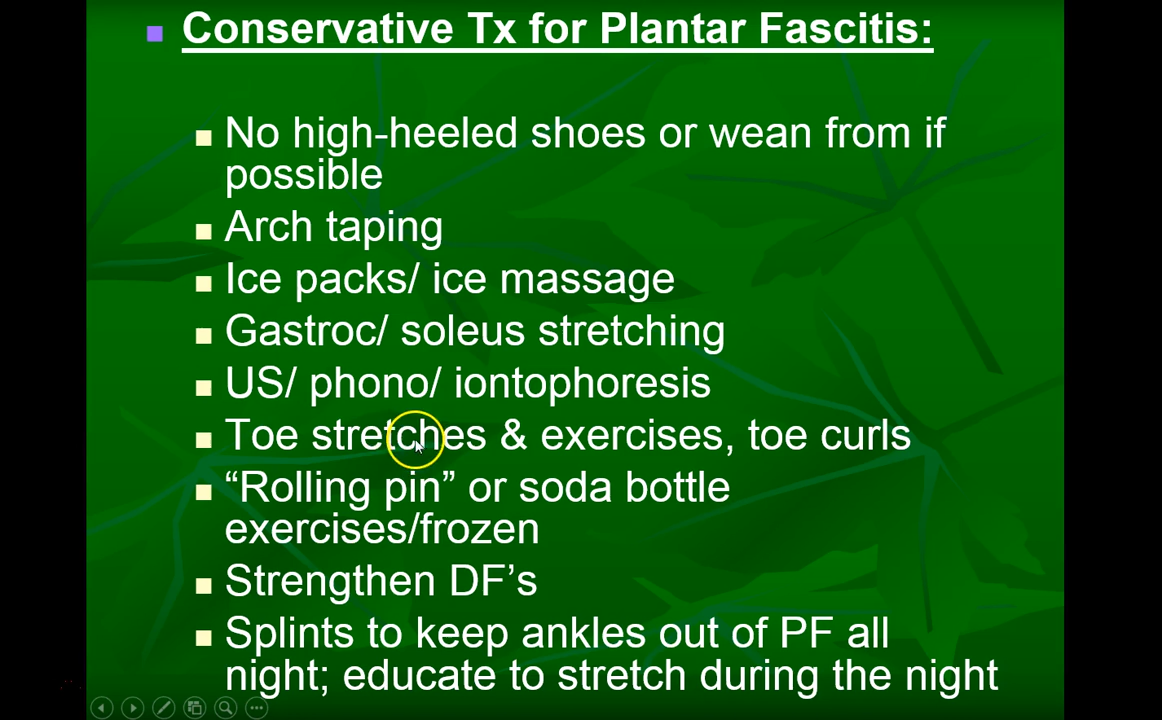 Conservative Tx for Plantar Fascitis:
No high-heeled shoes or wean from if
possible
Arch taping
Ice packs/ ice massage
Gastroc/ soleus stretching
US/ phono/ iontophoresis
Toe stretches & exercises, toe curls
“Rolling pin” or soda bottle
exercises/frozen
Strengthen DF’s
Splints to keep ankles out of PF all
night; educate to stretch during the night